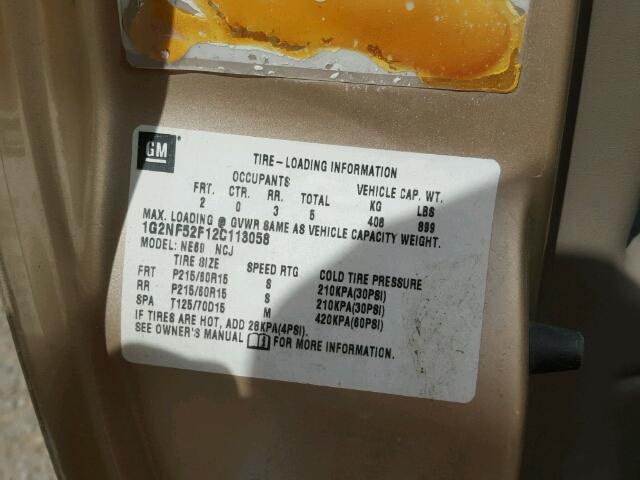 GM
TIRE-LOADING INFORMATION
OCCUPANTS VEHICLE CAP. WT.
FRT. CTR. RR. TOTAL KG LBS
2 0 3 5 408 899
MAX. LOADING @ GVWR SAME AS VEHICLE CAPACITY WEIGHT.
1G2NF52F12C113058
MODEL: NE69 NCJ
TIRE SIZE SPEED RTG COLD TIRE PRESSURE
FRT P215/60R15 S 210KPA(30PSI)
RR P215/60R15 S 210KPA(30PSI)
SPA T125/70D15 M 420KPA(60PSI)
IF TIRES ARE HOT, ADD 28KPA(4PSI).
SEE OWNER'S MANUAL FOR MORE INFORMATION.